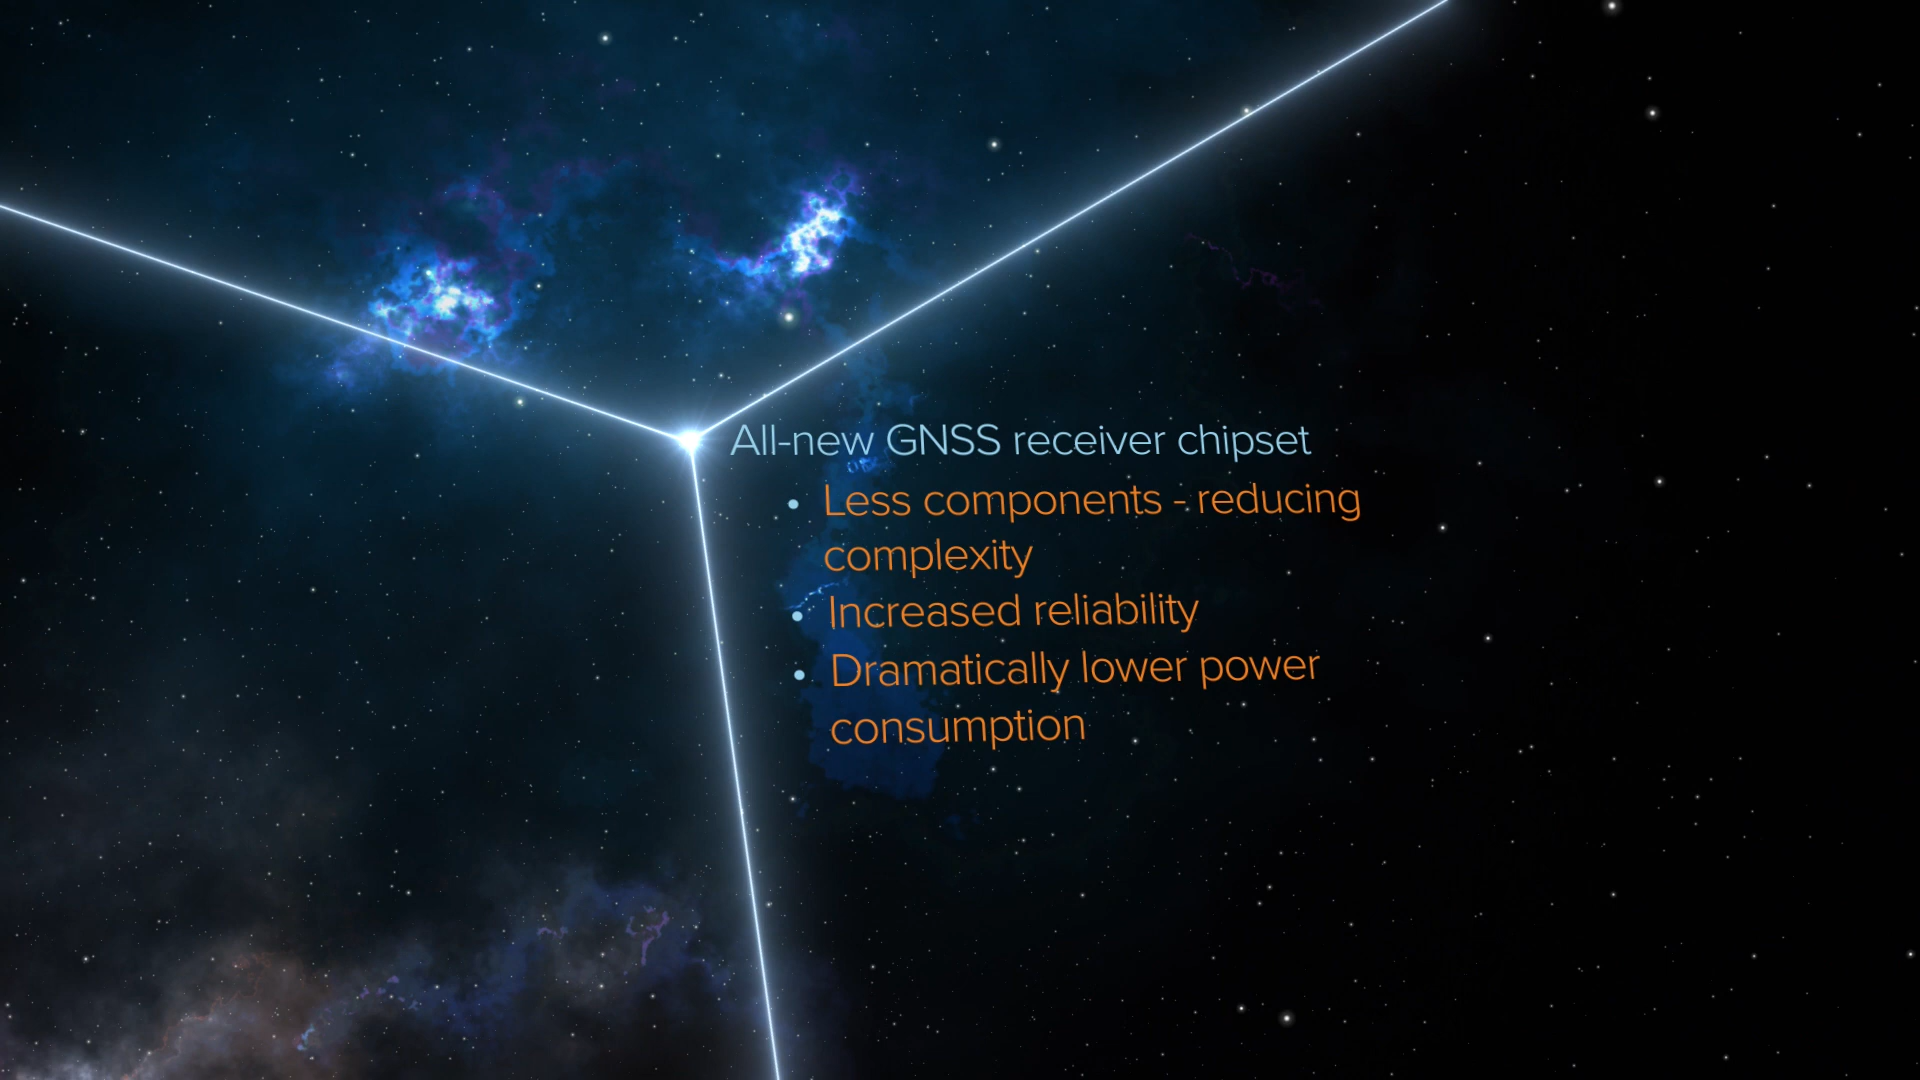 All-new GNSS receiver chipset
• Less components - reducing
complexity
• Increased reliability
• Dramatically lower power
consumption